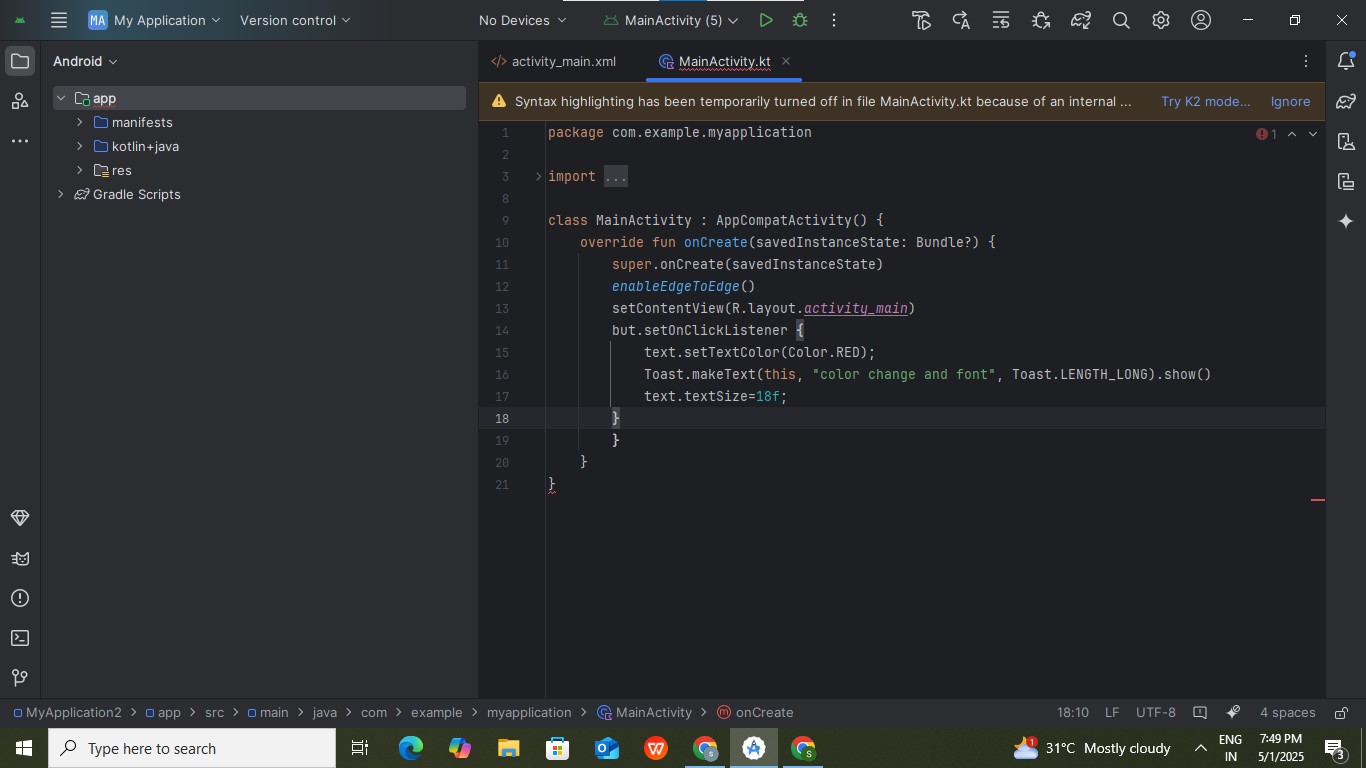 MA My Application Version control No Devices MainActivity (5)
Android
app
manifests
kotlin+java
res
Gradle Scripts
activity_main.xml MainActivity.kt
Syntax highlighting has been temporarily turned off in file MainActivity.kt because of an internal ... Try K2 mode... Ignore
1 package com.example.myapplication 1
2
3 import ...
8
9 class MainActivity : AppCompatActivity() {
10 override fun onCreate(savedInstanceState: Bundle?) {
11 super.onCreate(savedInstanceState)
12 enableEdgeToEdge()
13 setContentView(R.layout.activity_main)
14 but.setOnClickListener {
15 text.setTextColor(Color.RED);
16 Toast.makeText(this, "color change and font", Toast.LENGTH_LONG).show()
17 text.textSize=18f;
18 }
19 }
20 }
21 }
MyApplication2 > app > src > main > java > com > example > myapplication > MainActivity > onCreate 18:10 LF UTF-8 4 spaces
Type here to search 31°C Mostly cloudy ENG IN 7:49 PM 5/1/2025 3